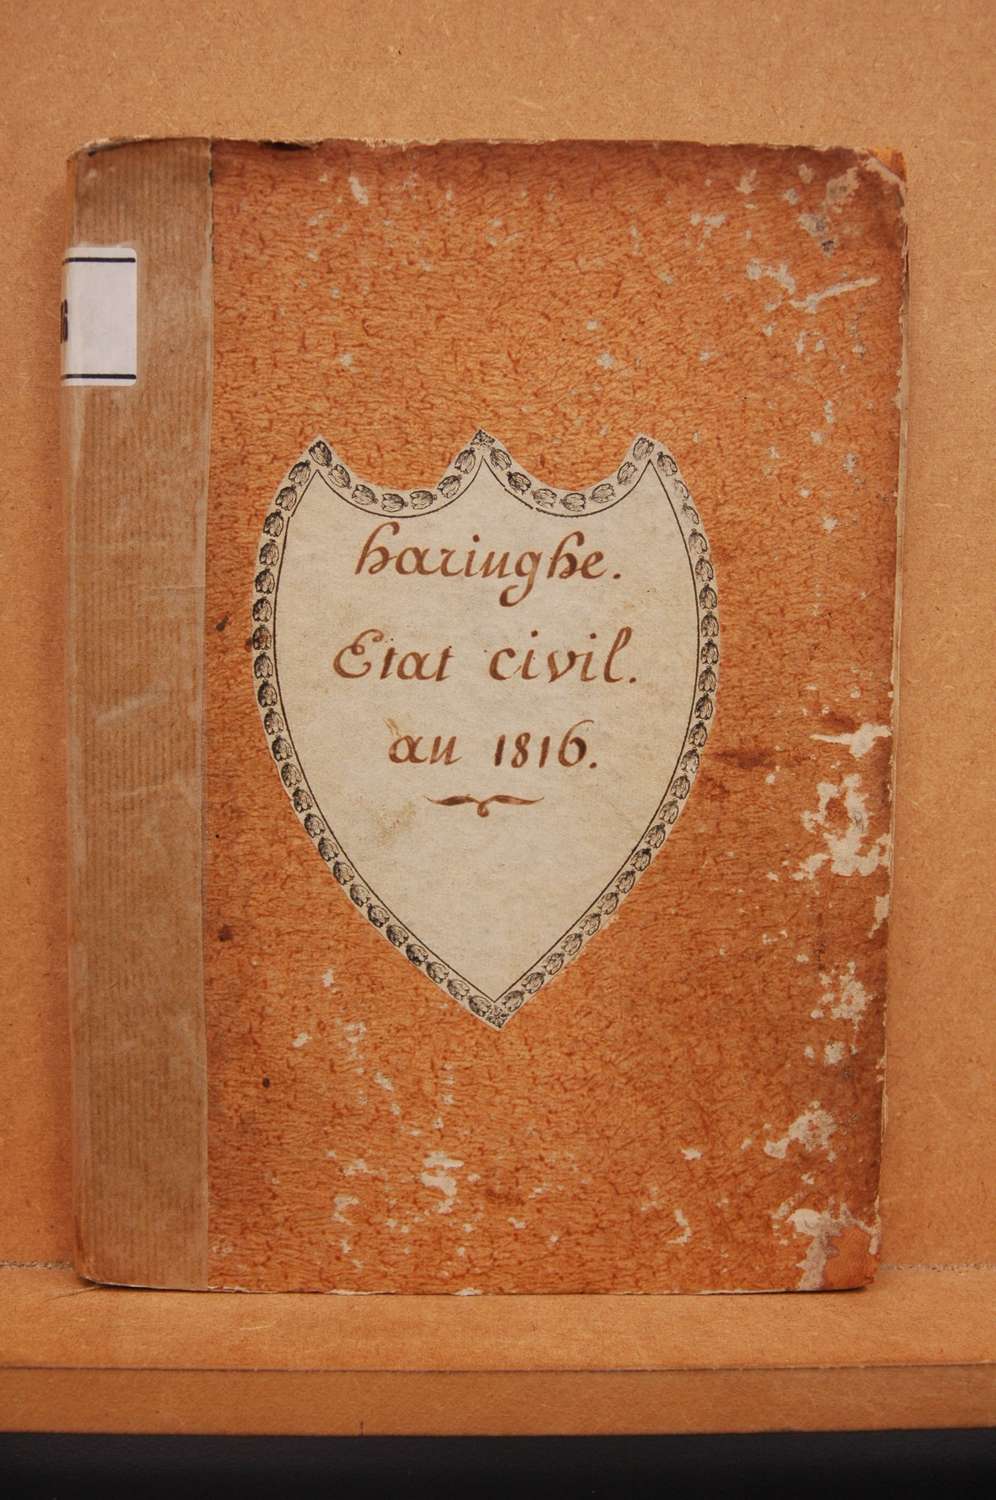 haringhe.
Etat civil.
an 1816.